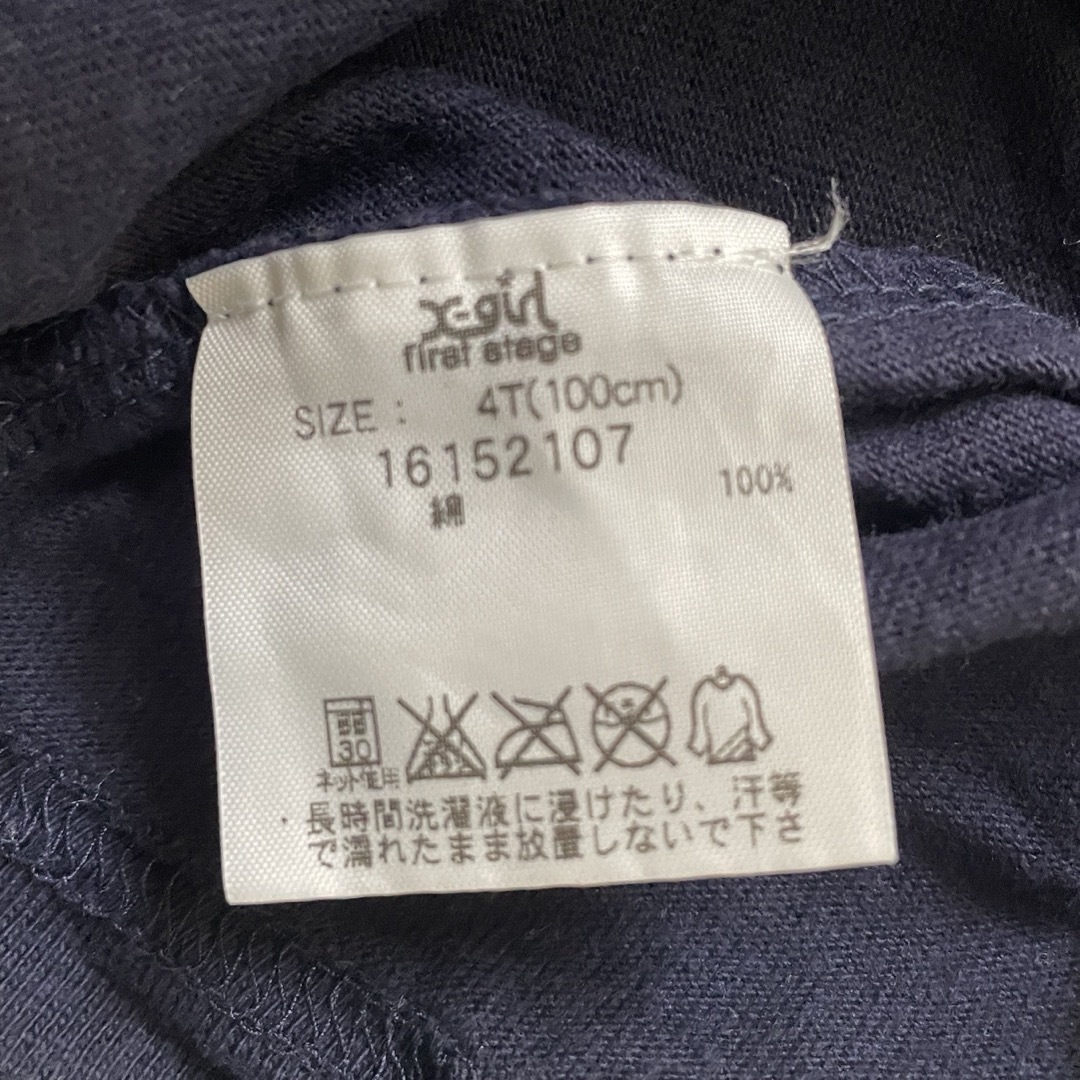 x-girl
first stage
SIZE : 4T(100cm)
16152107
綿 100%
30
ネット使用
・長時間洗濯液に浸けたり、汗等
で濡れたまま放置しないで下さ